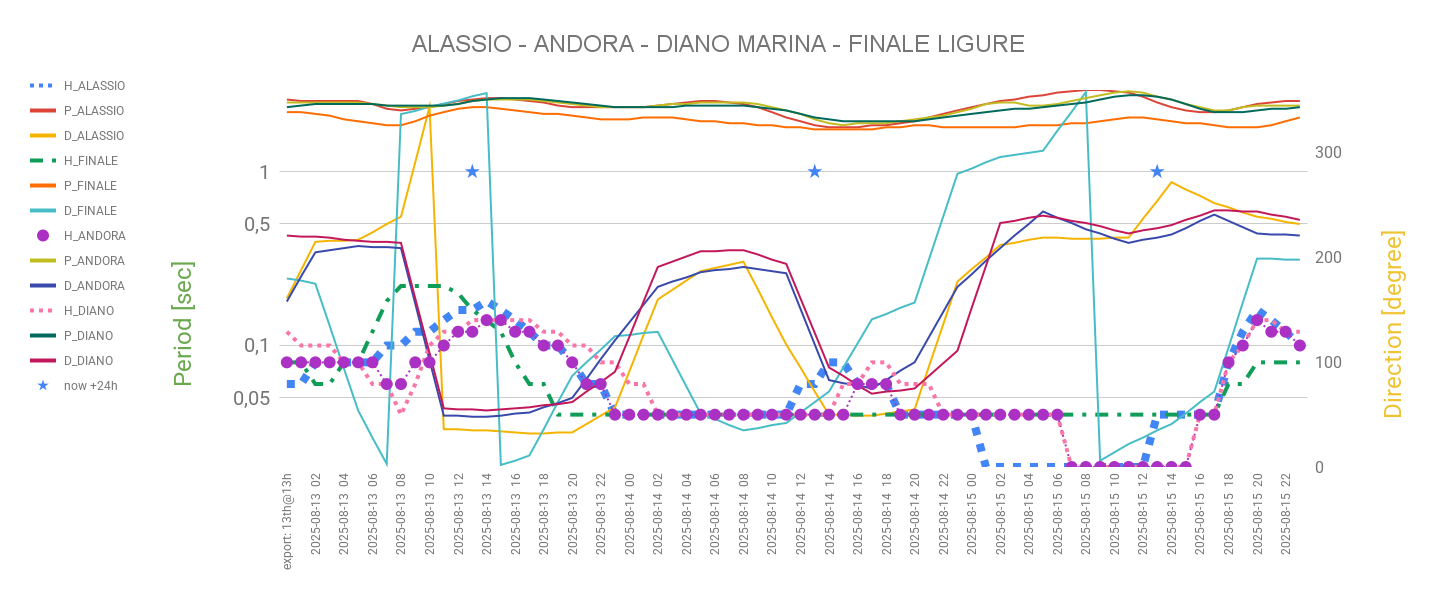 ALASSIO - ANDORA - DIANO MARINA - FINALE LIGURE
H_ALASSIO
P_ALASSIO
D_ALASSIO
H_FINALE
P_FINALE
D_FINALE
H_ANDORA
P_ANDORA
D_ANDORA
H_DIANO
P_DIANO
D_DIANO
now +24h
Period [sec]
1
0,5
0,1
0,05
300
200
100
0
Direction [degree]
export: 13th@13h
2025-08-13 02
2025-08-13 04
2025-08-13 06
2025-08-13 08
2025-08-13 10
2025-08-13 12
2025-08-13 14
2025-08-13 16
2025-08-13 18
2025-08-13 20
2025-08-13 22
2025-08-14 00
2025-08-14 02
2025-08-14 04
2025-08-14 06
2025-08-14 08
2025-08-14 10
2025-08-14 12
2025-08-14 14
2025-08-14 16
2025-08-14 18
2025-08-14 20
2025-08-14 22
2025-08-15 00
2025-08-15 02
2025-08-15 04
2025-08-15 06
2025-08-15 08
2025-08-15 10
2025-08-15 12
2025-08-15 14
2025-08-15 16
2025-08-15 18
2025-08-15 20
2025-08-15 22